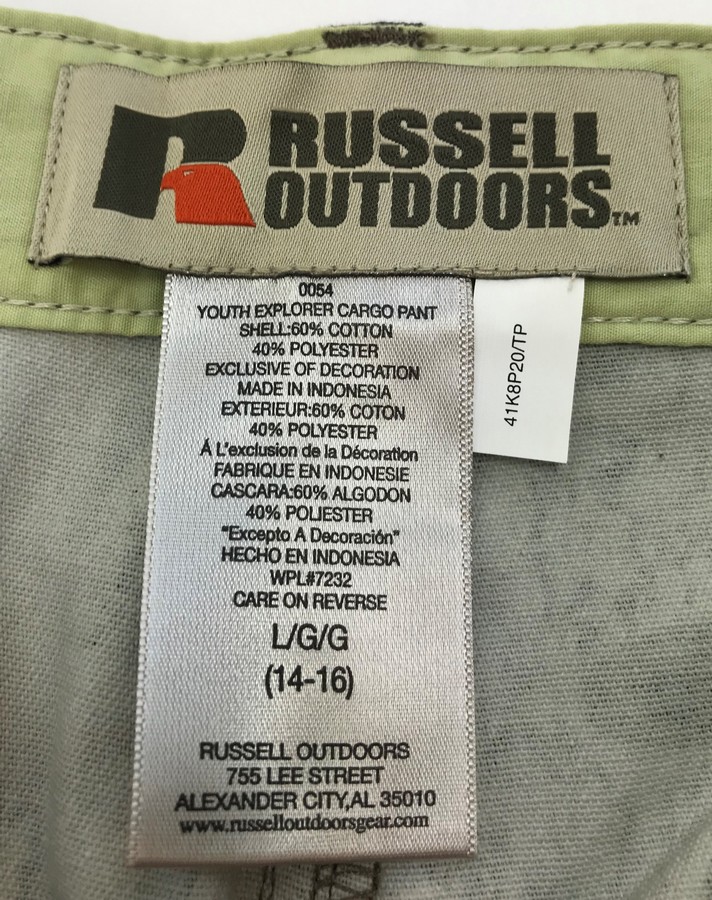 RUSSELL
OUTDOORS™
0054
YOUTH EXPLORER CARGO PANT
SHELL:60% COTTON
40% POLYESTER
EXCLUSIVE OF DECORATION
MADE IN INDONESIA
EXTERIEUR:60% COTON
40% POLYESTER
À L'exclusion de la Décoration
FABRIQUE EN INDONESIE
CASCARA:60% ALGODON
40% POLIESTER
"Excepto A Decoración"
HECHO EN INDONESIA
WPL#7232
CARE ON REVERSE
L/G/G
(14-16)
RUSSELL OUTDOORS
755 LEE STREET
ALEXANDER CITY,AL 35010
www.russelloutdoorsgear.com
41K8P20/TP